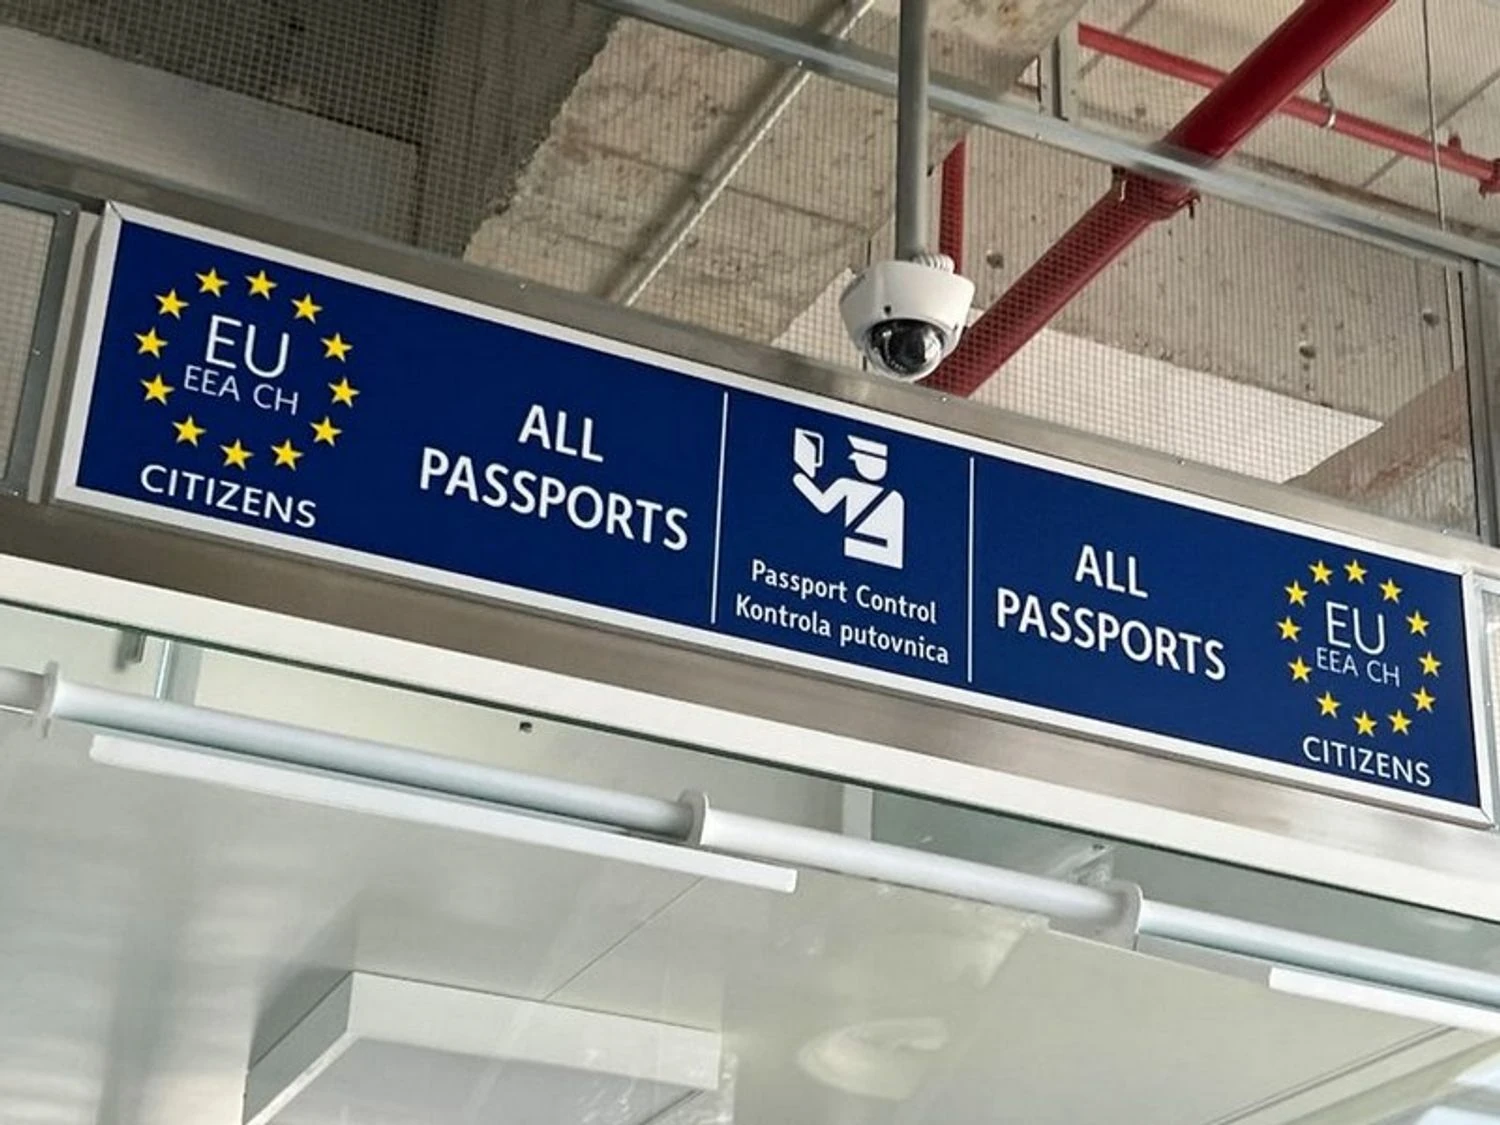 EU
EEA CH
CITIZENS
ALL
PASSPORTS
Passport Control
Kontrola putovnica
ALL
PASSPORTS
EU
EEA CH
CITIZENS